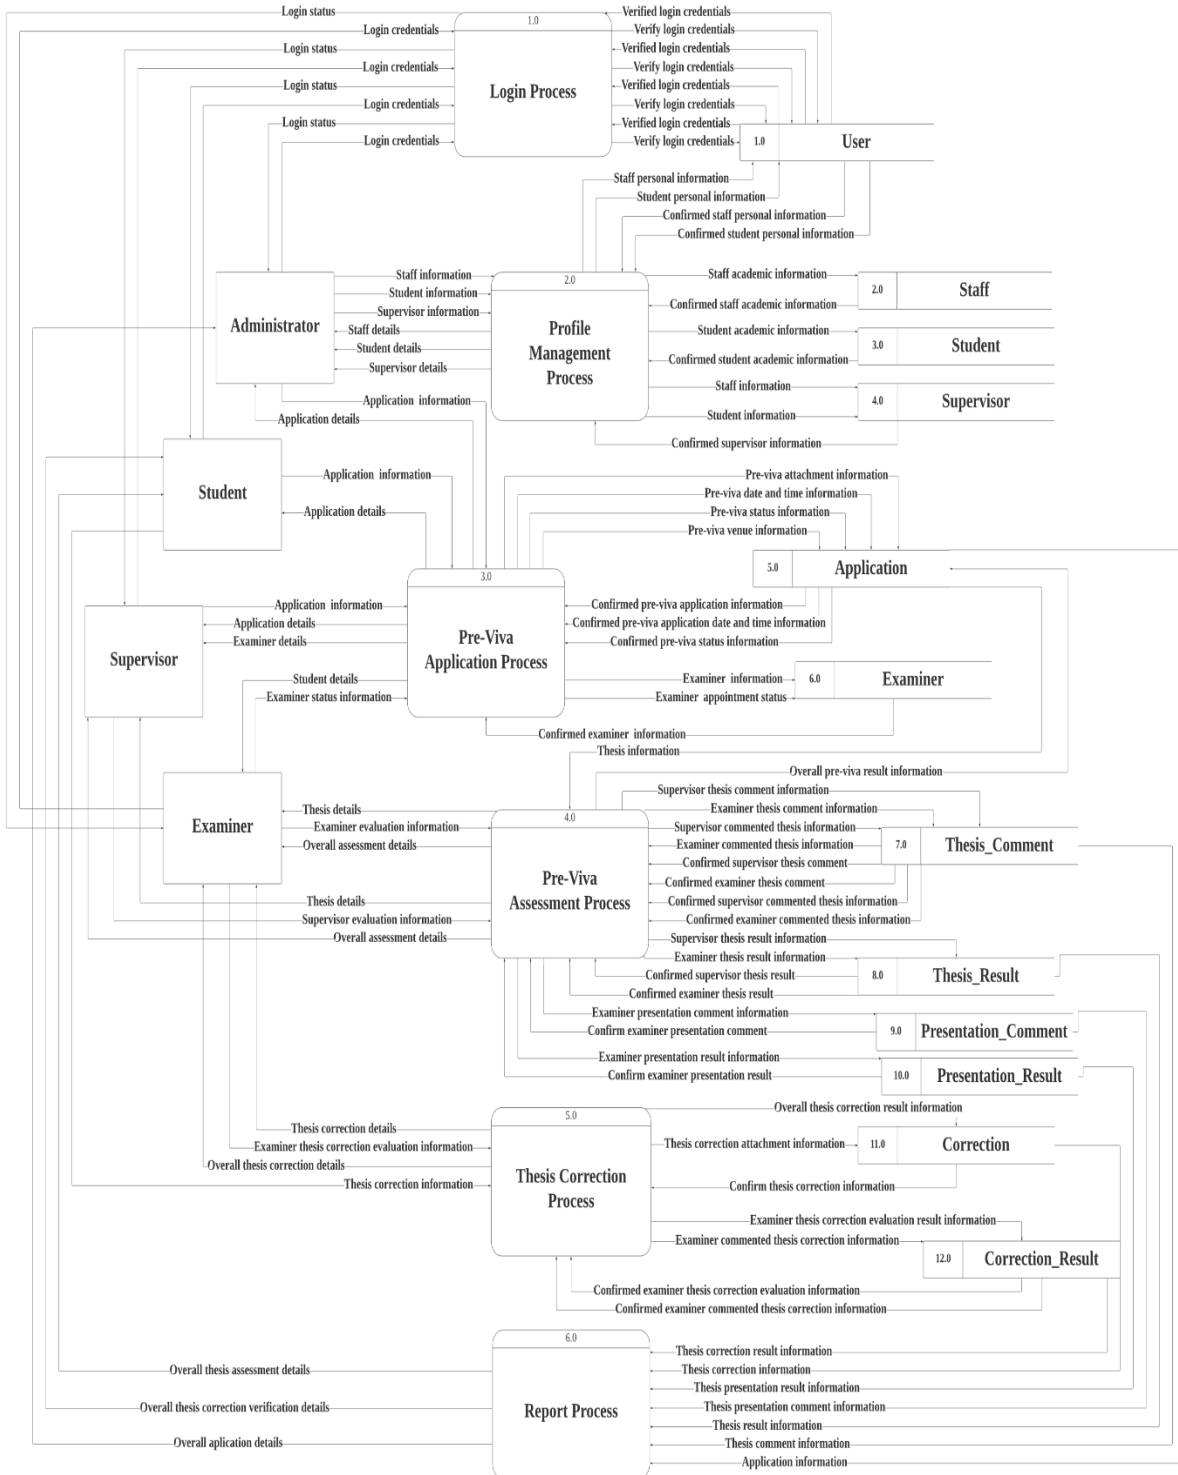 Login status
Verified login credentials
1.0
Login credentials
Verify login credentials
Login status
Verified login credentials
Login credentials
Verify login credentials
Login Process
Login status
Verified login credentials
Login credentials
Verify login credentials
Login status
Verified login credentials
Login credentials
Verify login credentials
1.0
User
Staff personal information
Student personal information
Confirmed staff personal information
Confirmed student personal information
Administrator
Staff information
Student information
Supervisor information
Staff details
Student details
Supervisor details
2.0
Profile
Management
Process
Staff academic information
Confirmed staff academic information
2.0
Staff
Student academic information
Confirmed student academic information
3.0
Student
Staff information
Student information
4.0
Supervisor
Confirmed supervisor information
Application information
Application details
Student
Application information
Application details
Pre-viva attachment information
Pre-viva date and time information
Pre-viva status information
Pre-viva venue information
5.0
Application
3.0
Pre-Viva
Application Process
Confirmed pre-viva application information
Confirmed pre-viva application date and time information
Confirmed pre-viva status information
Supervisor
Application information
Application details
Examiner details
Student details
Examiner status information
Examiner information
Examiner appointment status
6.0
Examiner
Confirmed examiner information
Thesis information
Overall pre-viva result information
Examiner
Thesis details
Examiner evaluation information
Overall assessment details
4.0
Pre-Viva
Assessment Process
Supervisor thesis comment information
Examiner thesis comment information
Supervisor commented thesis information
Examiner commented thesis information
Confirmed supervisor thesis comment
Confirmed examiner thesis comment
Confirmed supervisor commented thesis information
Confirmed examiner commented thesis information
7.0
Thesis_Comment
Thesis details
Supervisor evaluation information
Overall assessment details
Supervisor thesis result information
Examiner thesis result information
Confirmed supervisor thesis result
Confirmed examiner thesis result
8.0
Thesis_Result
Examiner presentation comment information
Confirm examiner presentation comment
9.0
Presentation_Comment
Examiner presentation result information
Confirm examiner presentation result
10.0
Presentation_Result
5.0
Thesis Correction
Process
Overall thesis correction result information
Thesis correction details
Examiner thesis correction evaluation information
Overall thesis correction details
Thesis correction information
Thesis correction attachment information
11.0
Correction
Confirm thesis correction information
Examiner thesis correction evaluation result information
Examiner commented thesis correction information
12.0
Correction_Result
Confirmed examiner thesis correction evaluation information
Confirmed examiner commented thesis correction information
6.0
Report Process
Overall thesis assessment details
Overall thesis correction verification details
Overall aplication details
Thesis correction result information
Thesis correction information
Thesis presentation result information
Thesis presentation comment information
Thesis result information
Thesis comment information
Application information